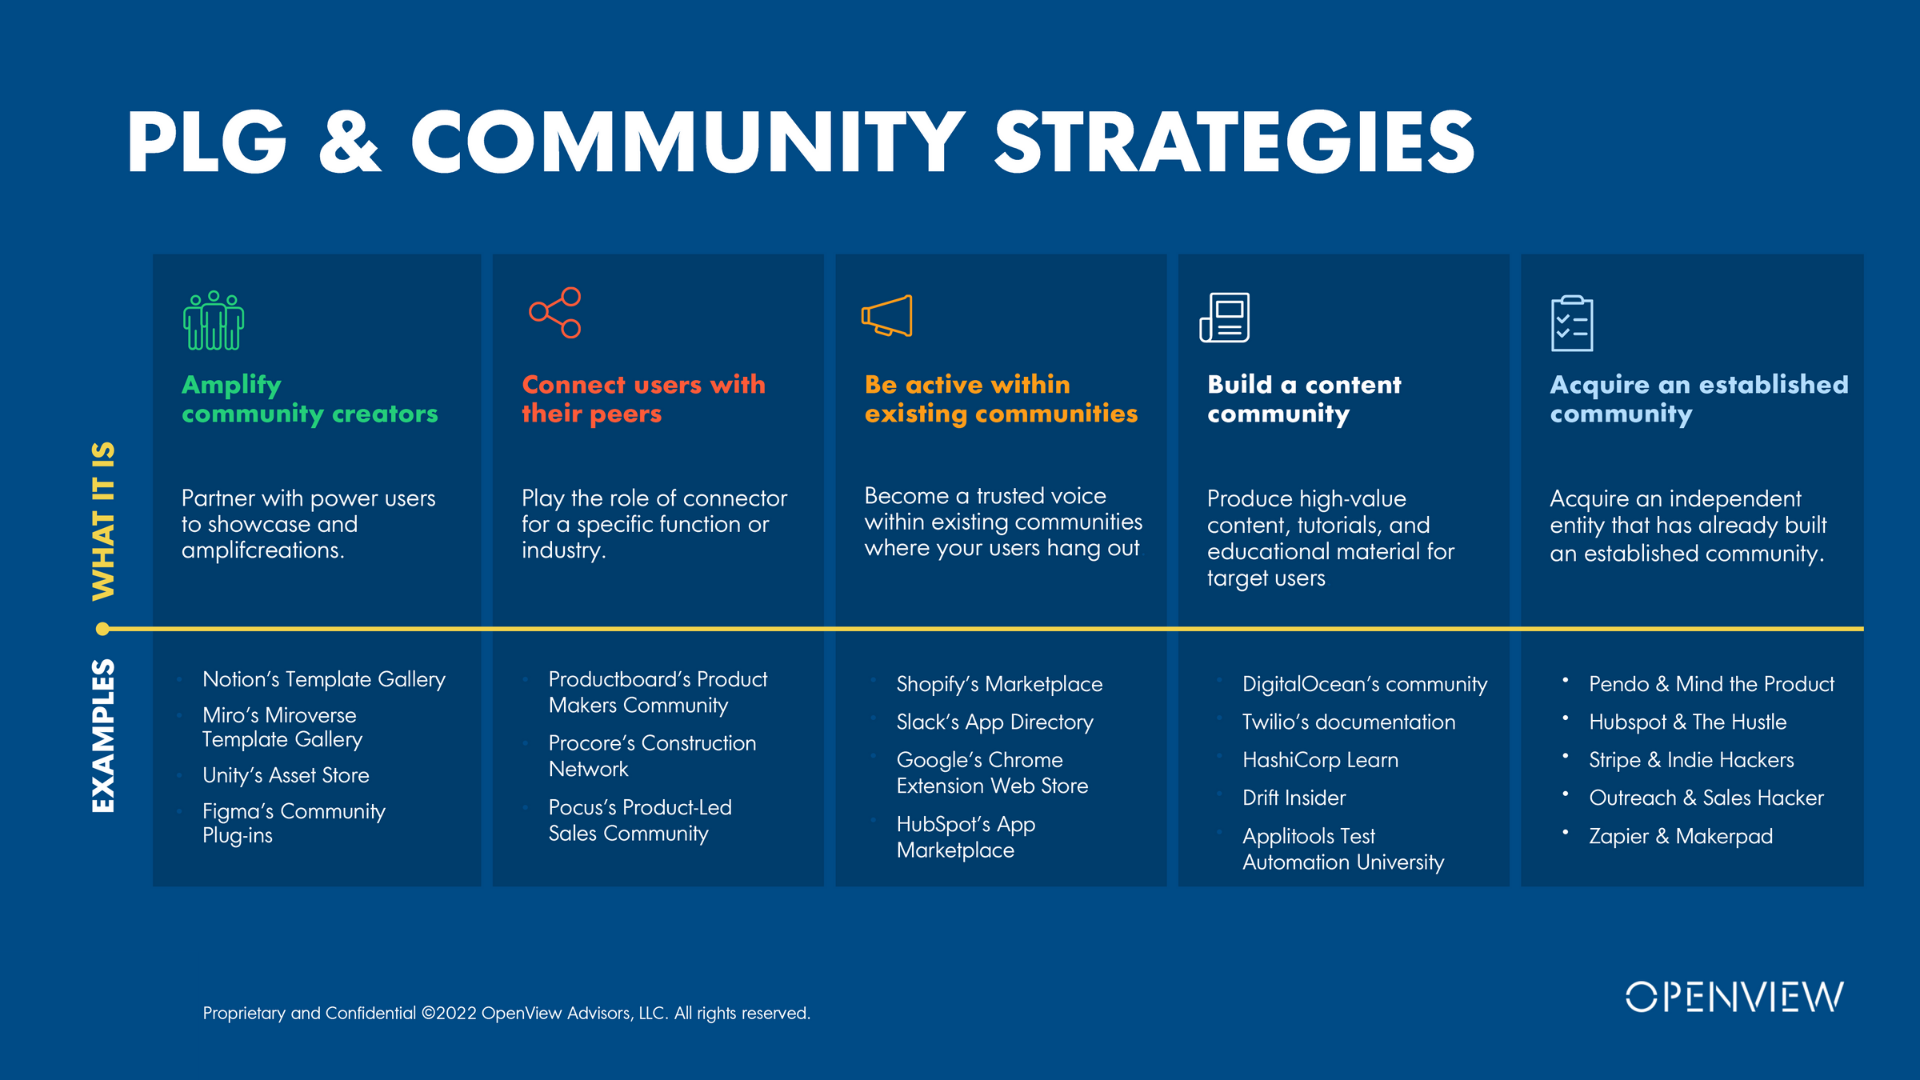 PLG & COMMUNITY STRATEGIES
Amplify
community creators
Partner with power users
to showcase and
amplifcreations.
Connect users with
their peers
Play the role of connector
for a specific function or
industry.
Be active within
existing communities
Become a trusted voice
within existing communities
where your users hang out
Build a content
community
Produce high-value
content, tutorials, and
educational material for
target users
Acquire an established
community
Acquire an independent
entity that has already built
an established community.
WHAT IT IS
EXAMPLES
Notion’s Template Gallery
Miro’s Miroverse
Template Gallery
Unity’s Asset Store
Figma’s Community
Plug-ins
Productboard’s Product
Makers Community
Procore’s Construction
Network
Pocus’s Product-Led
Sales Community
Shopify’s Marketplace
Slack’s App Directory
Google’s Chrome
Extension Web Store
HubSpot’s App
Marketplace
DigitalOcean’s community
Twilio’s documentation
HashiCorp Learn
Drift Insider
Applitools Test
Automation University
• Pendo & Mind the Product
• Hubspot & The Hustle
• Stripe & Indie Hackers
• Outreach & Sales Hacker
• Zapier & Makerpad
Proprietary and Confidential ©2022 OpenView Advisors, LLC. All rights reserved.
OPENVIEW